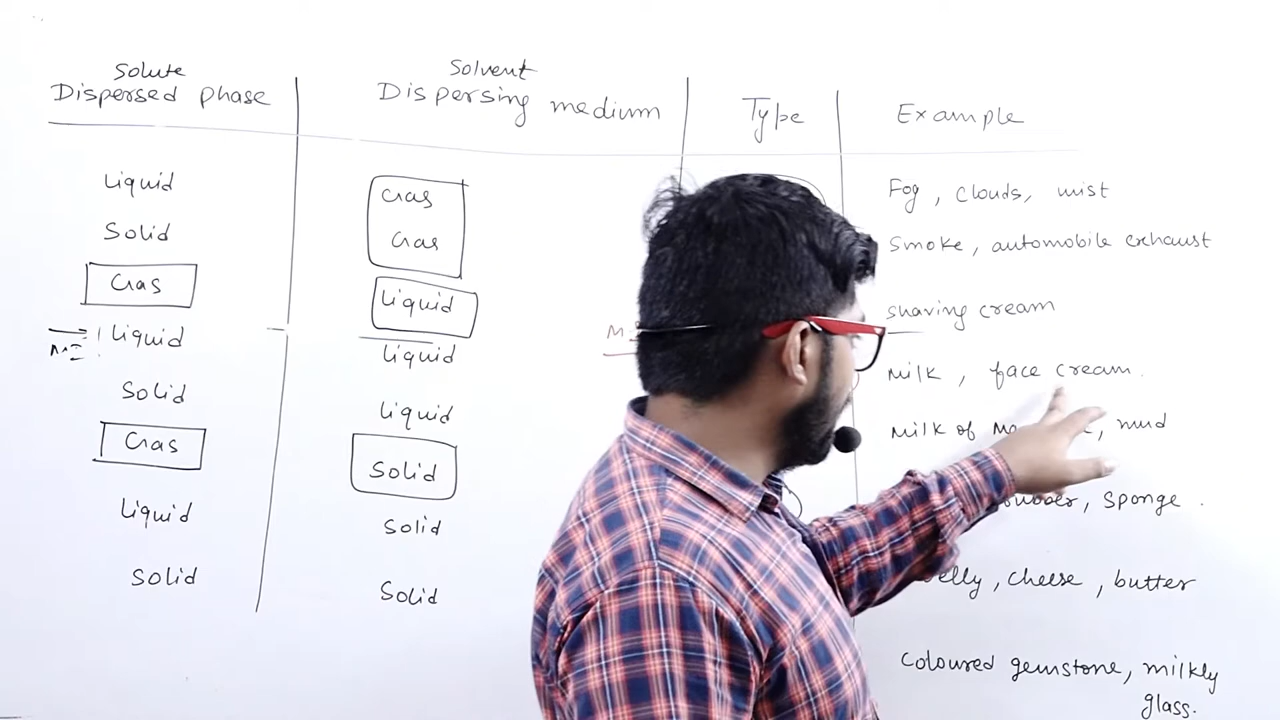 Solute Solvent
Dispersed phase Dispersing medium Type Example
Liquid Gas Fog, clouds, mist
Solid Gas Smoke, automobile exhaust
Gas Liquid shaving cream
Liquid Liquid Milk, face cream.
Solid Liquid Milk of , mud
Gas Solid , sponge.
Liquid Solid , cheese, butter
Solid Solid coloured gemstone, milkly
glass.